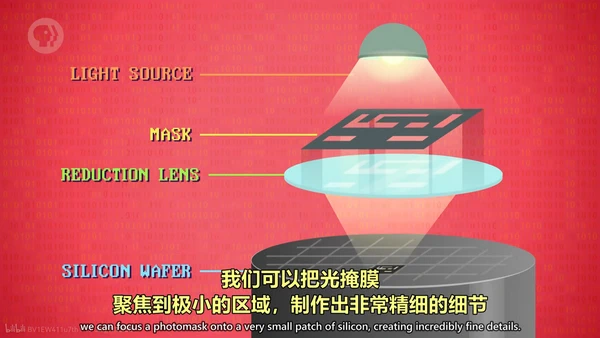 PBS
LIGHT SOURCE
MASK
REDUCTION LENS
SILICON WAFER
我们可以把光掩膜
聚焦到极小的区域，制作出非常精细的细节
we can focus a photomask onto a very small patch of silicon, creating incredibly fine details.